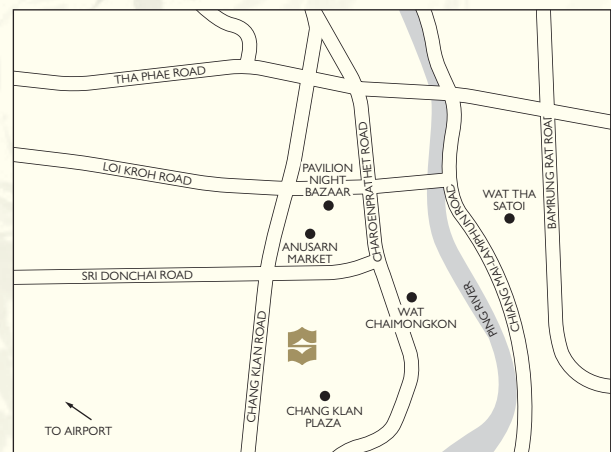 THA PHAE ROAD
LOI KROH ROAD
PAVILION
NIGHT
BAZAAR
CHAROENPRATHET ROAD
WAT THA
SATOI
BAMRUNG RAT ROAD
ANUSARN
MARKET
SRI DONCHAI ROAD
CHIANG MAI-LAMPHUN ROAD
PING RIVER
WAT
CHAIMONGKON
CHANG KLAN ROAD
CHANG KLAN
PLAZA
TO AIRPORT